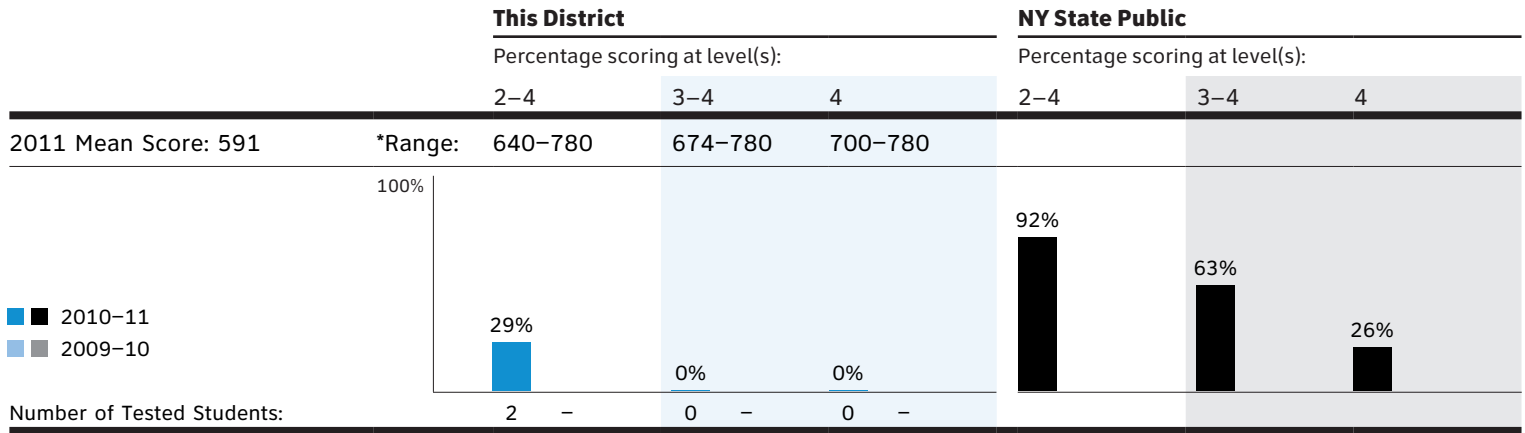 This District NY State Public
Percentage scoring at level(s): Percentage scoring at level(s):
2–4 3–4 4 2–4 3–4 4
2011 Mean Score: 591 *Range: 640–780 674–780 700–780
100%
92%
63%
2010–11 29% 26%
2009–10
0% 0%
Number of Tested Students: 2 – 0 – 0 –